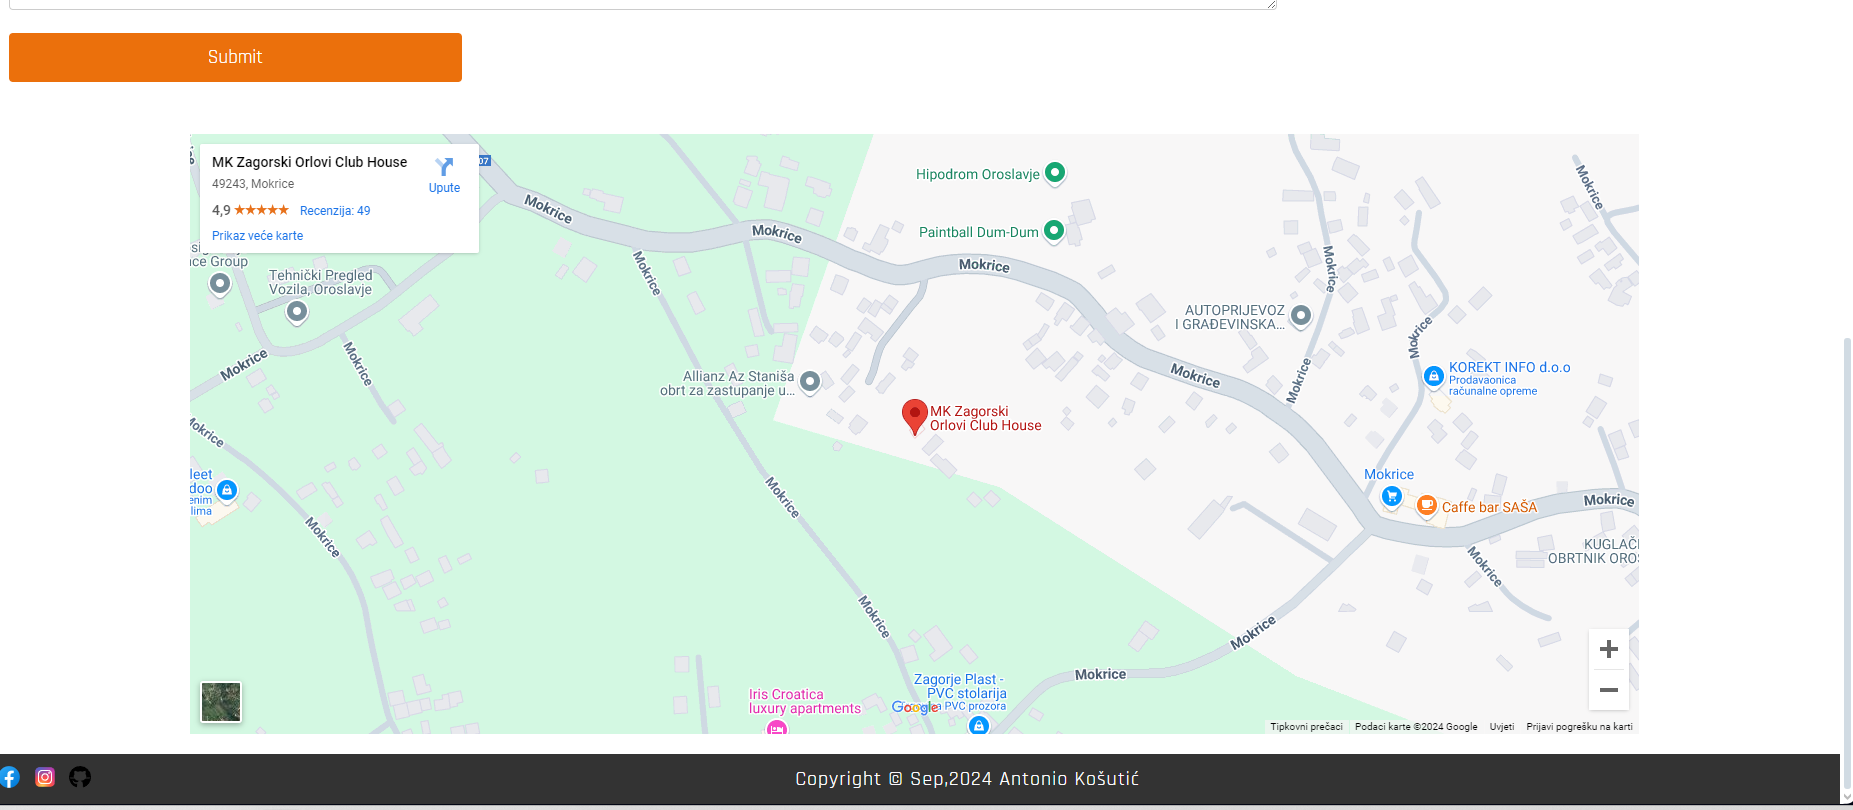 Submit
MK Zagorski Orlovi Club House
49243, Mokrice
Upute
4,9
Recenzija: 49
Prikaz veće karte
07
Mokrice
Mokrice
Mokrice
Hipodrom Oroslavje
Paintball Dum-Dum
Mokrice
Mokrice
Mokrice
ace Group
Tehnički Pregled
Vozila, Oroslavje
AUTOPRIJEVOZ
I GRAĐEVINSKA...
Mokrice
Mokrice
Mokrice
Mokrice
Mokrice
KOREKT INFO d.o.o
Prodavaonica
računalne opreme
Allianz Az Staniša
obrt za zastupanje u...
MK Zagorski
Orlovi Club House
Mokrice
leet
doo
enim
lima
Mokrice
Mokrice
Mokrice
Caffe bar SAŠA
Mokrice
KUGLAČ
OBRTNIK OROS
Mokrice
Mokrice
Mokrice
Mokrice
Iris Croatica
luxury apartments
Zagorje Plast -
PVC stolarija
PVC prozora
Google
Tipkovni prečaci
Podaci karte ©2024 Google
Uvjeti
Prijavi pogrešku na karti
Copyright © Sep,2024 Antonio Košutić